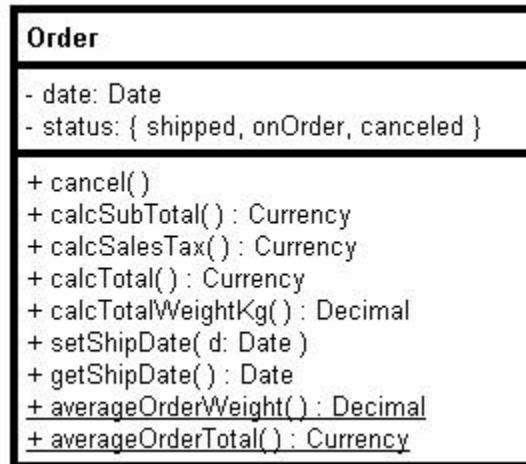 Order
- date: Date
- status: { shipped, onOrder, canceled }
+ cancel( )
+ calcSubTotal( ) : Currency
+ calcSalesTax( ) : Currency
+ calcTotal( ) : Currency
+ calcTotalWeightKg( ) : Decimal
+ setShipDate( d: Date )
+ getShipDate( ) : Date
+ averageOrderWeight( ) : Decimal
+ averageOrderTotal( ) : Currency